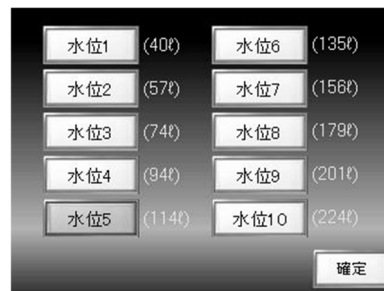 水位1 (40ℓ) 水位6 (135ℓ)
水位2 (57ℓ) 水位7 (156ℓ)
水位3 (74ℓ) 水位8 (179ℓ)
水位4 (94ℓ) 水位9 (201ℓ)
水位5 (114ℓ) 水位10 (224ℓ)
確定